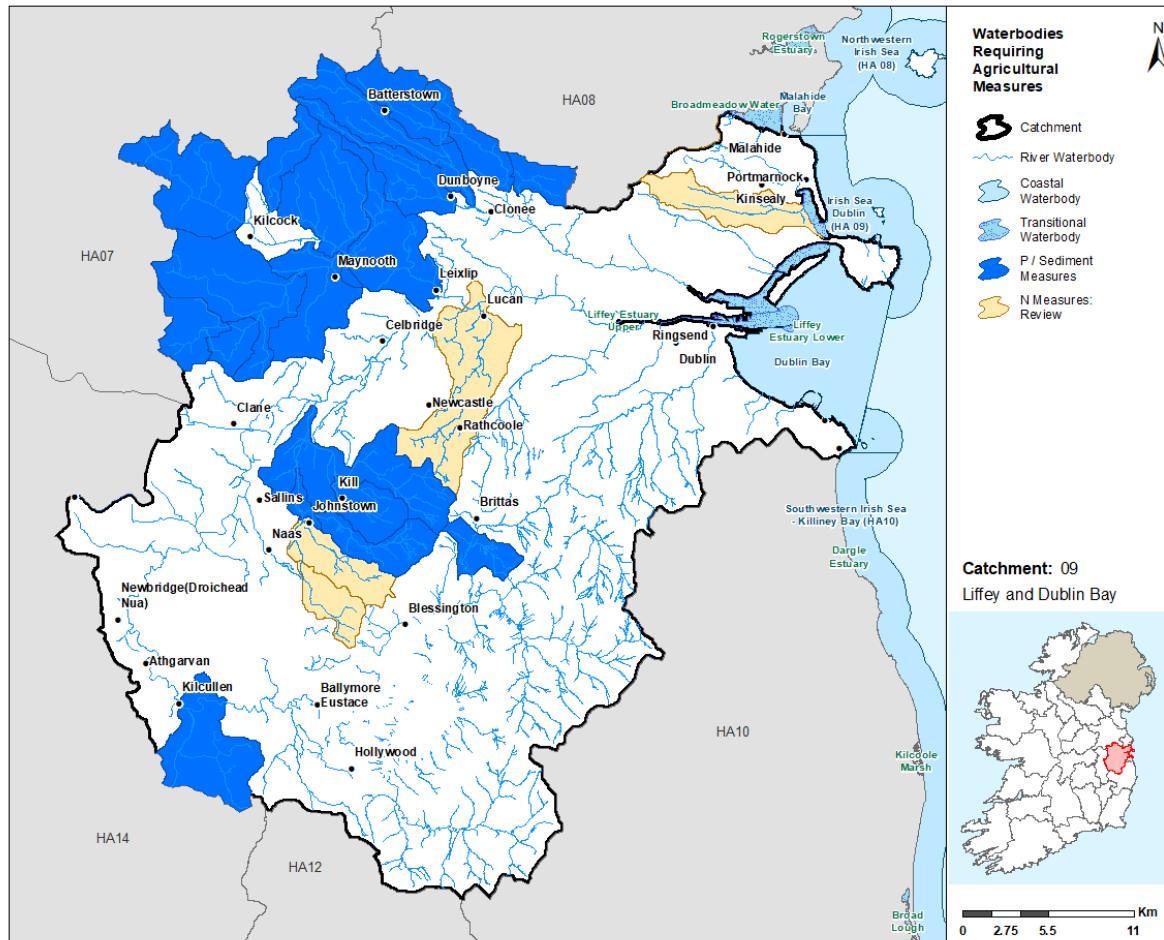 Rogerstown
Estuary
Northwestern
Irish Sea
(HA 08)
Batterstown
HA08
Broadmeadow Water
Malahide
Bay
Malahide
Portmarnock
Kinsealy
Irish Sea
Dublin
(HA 09)
Dunboyne
Clonee
Kilcock
HA07
Maynooth
Leixlip
Lucan
Celbridge
Liffey Estuary
Upper
Ringsend
Dublin
Liffey
Estuary Lower
Dublin Bay
Clane
Newcastle
Rathcoole
Kill
Sallins
Johnstown
Brittas
Naas
Southwestern Irish Sea
- Killiney Bay (HA10)
Dargle
Estuary
Newbridge(Droichead
Nua)
Blessington
Athgarvan
Kilcullen
Ballymore
Eustace
Hollywood
HA10
Kilcoole
Marsh
HA14
HA12
Broad
Lough
Waterbodies
Requiring
Agricultural
Measures
N
Catchment
River Waterbody
Coastal
Waterbody
Transitional
Waterbody
P / Sediment
Measures
N Measures:
Review
Catchment: 09
Liffey and Dublin Bay
Km
0 2.75 5.5 11